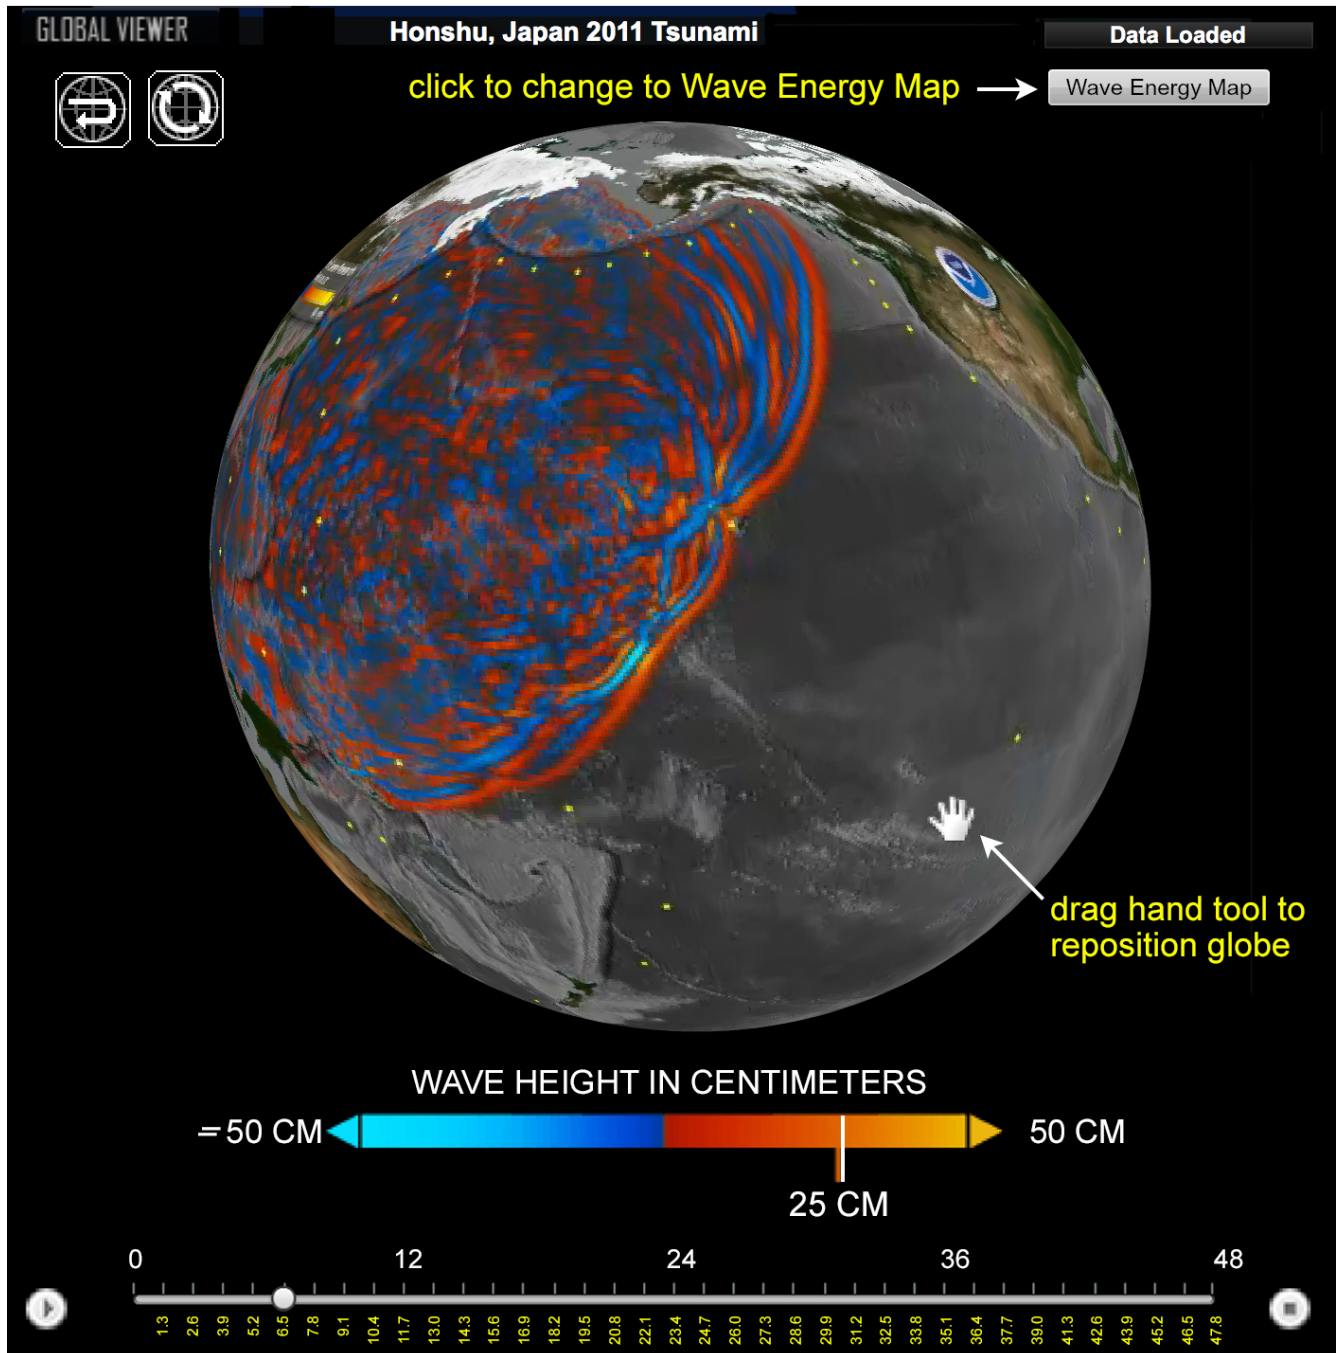 GLOBAL VIEWER
Honshu, Japan 2011 Tsunami
Data Loaded
click to change to Wave Energy Map
Wave Energy Map
drag hand tool to
reposition globe
WAVE HEIGHT IN CENTIMETERS
= 50 CM
50 CM
25 CM
0 12 24 36 48
1.3 2.6 3.9 5.2 6.5 7.8 9.1 10.4 11.7 13.0 14.3 15.6 16.9 18.2 19.5 20.8 22.1 23.4 24.7 26.0 27.3 28.6 29.9 31.2 32.5 33.8 35.1 36.4 37.7 39.0 41.3 42.6 43.9 45.2 46.5 47.8